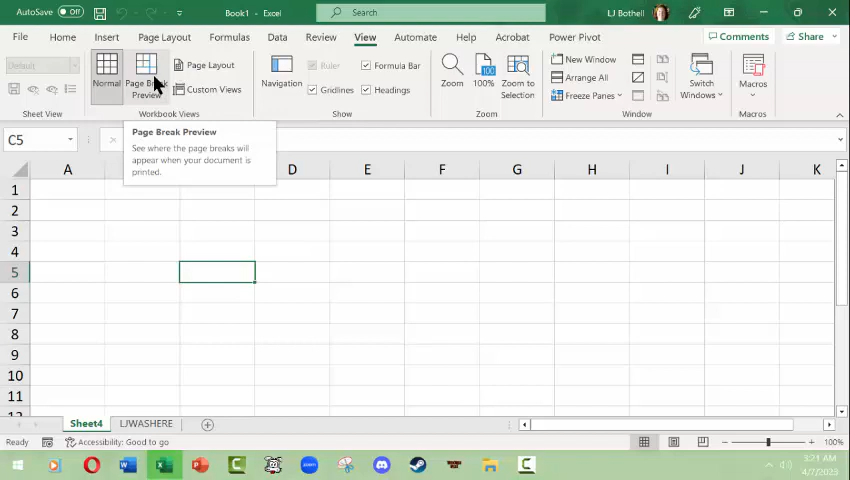 AutoSave Off Book1 - Excel Search LJ Bothell
File Home Insert Page Layout Formulas Data Review View Automate Help Acrobat Power Pivot Comments Share
Default Normal Page Break Preview Page Layout Custom Views Navigation Ruler Gridlines Formula Bar Headings Zoom 100% Zoom to Selection New Window Arrange All Freeze Panes Switch Windows Macros
Sheet View Workbook Views Show Zoom Window Macros
C5
Page Break Preview
See where the page breaks will
appear when your document is
printed.
A D E F G H I J K
1
2
3
4
5
6
7
8
9
10
11
12
Sheet4 LJWASHERE
Ready Accessibility: Good to go 100%
3:21 AM
4/7/2023